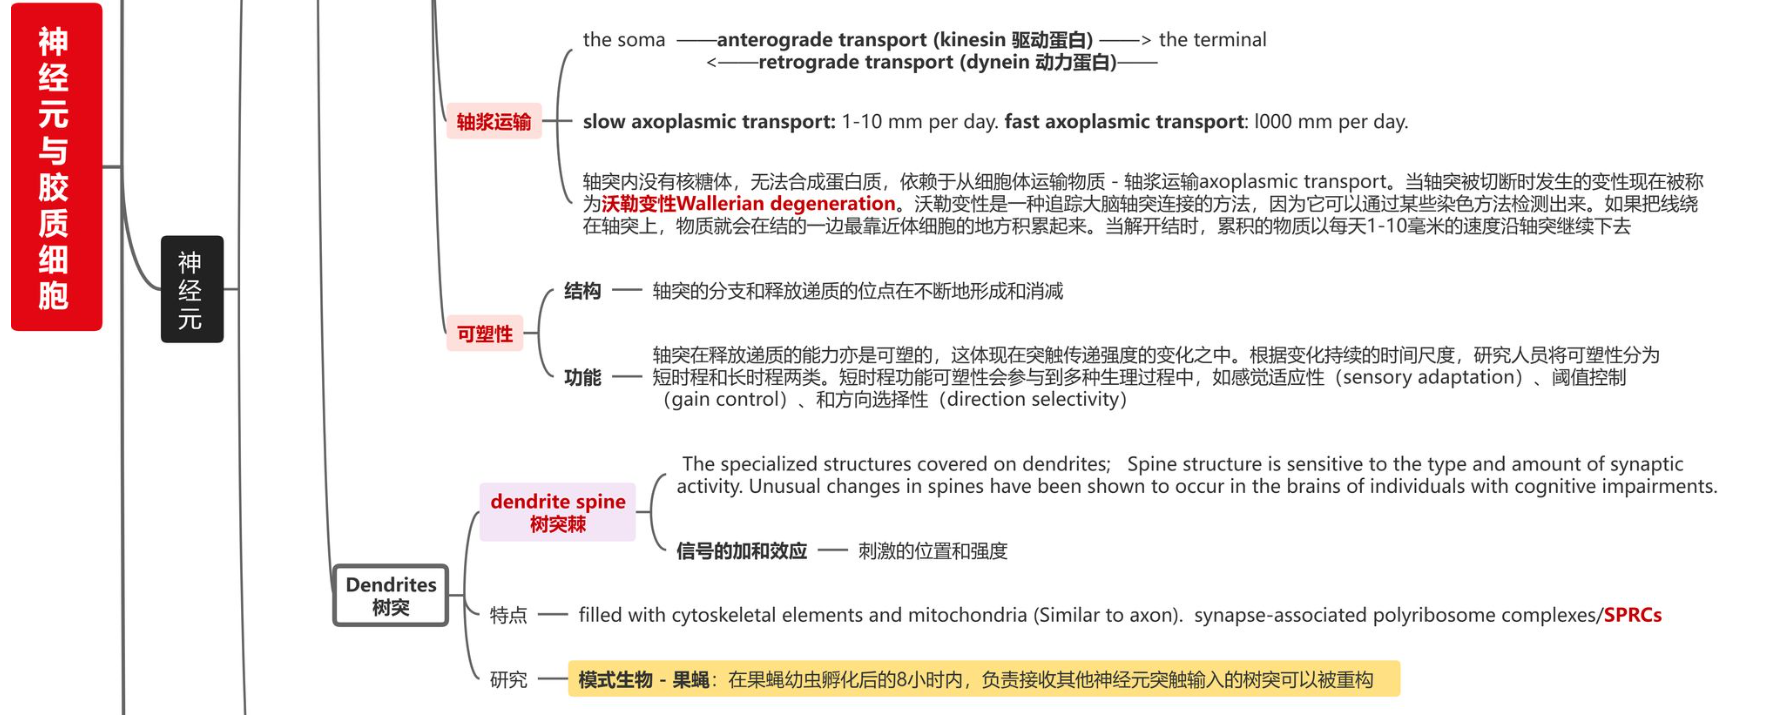 神经元与胶质细胞
神经元
轴浆运输
the soma ——anterograde transport (kinesin 驱动蛋白) ——> the terminal
<——retrograde transport (dynein 动力蛋白)——
slow axoplasmic transport: 1-10 mm per day. fast axoplasmic transport: l000 mm per day.
轴突内没有核糖体，无法合成蛋白质，依赖于从细胞体运输物质 - 轴浆运输axoplasmic transport。当轴突被切断时发生的变性现在被称
为沃勒变性Wallerian degeneration。沃勒变性是一种追踪大脑轴突连接的方法，因为它可以通过某些染色方法检测出来。如果把线绕
在轴突上，物质就会在结的一边最靠近体细胞的地方积累起来。当解开结时，累积的物质以每天1-10毫米的速度沿轴突继续下去
可塑性
结构
轴突的分支和释放递质的位点在不断地形成和消减
功能
轴突在释放递质的能力亦是可塑的，这体现在突触传递强度的变化之中。根据变化持续的时间尺度，研究人员将可塑性分为
短时程和长时程两类。短时程功能可塑性会参与到多种生理过程中，如感觉适应性（sensory adaptation）、阈值控制
（gain control）、和方向选择性（direction selectivity）
Dendrites
树突
dendrite spine
树突棘
The specialized structures covered on dendrites; Spine structure is sensitive to the type and amount of synaptic
activity. Unusual changes in spines have been shown to occur in the brains of individuals with cognitive impairments.
信号的加和效应
刺激的位置和强度
特点
filled with cytoskeletal elements and mitochondria (Similar to axon). synapse-associated polyribosome complexes/SPRCs
研究
模式生物 - 果蝇：在果蝇幼虫孵化后的8小时内，负责接收其他神经元突触输入的树突可以被重构